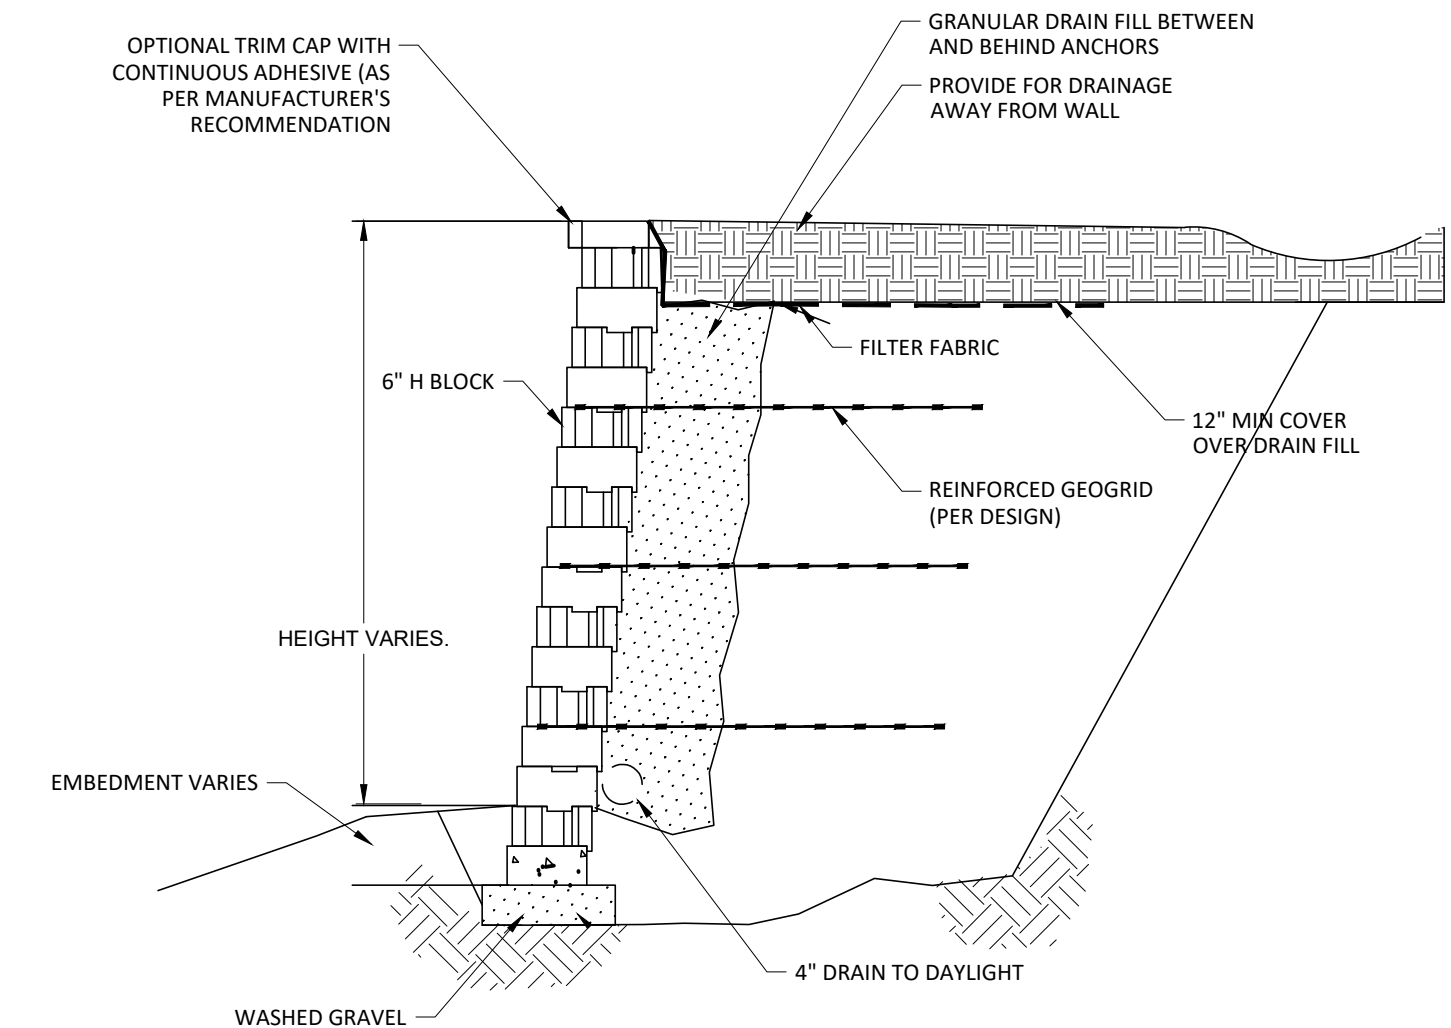 OPTIONAL TRIM CAP WITH
CONTINUOUS ADHESIVE (AS
PER MANUFACTURER'S
RECOMMENDATION
GRANULAR DRAIN FILL BETWEEN
AND BEHIND ANCHORS
PROVIDE FOR DRAINAGE
AWAY FROM WALL
FILTER FABRIC
6" H BLOCK
12" MIN COVER
OVER DRAIN FILL
REINFORCED GEOGRID
(PER DESIGN)
HEIGHT VARIES.
EMBEDMENT VARIES
4" DRAIN TO DAYLIGHT
WASHED GRAVEL